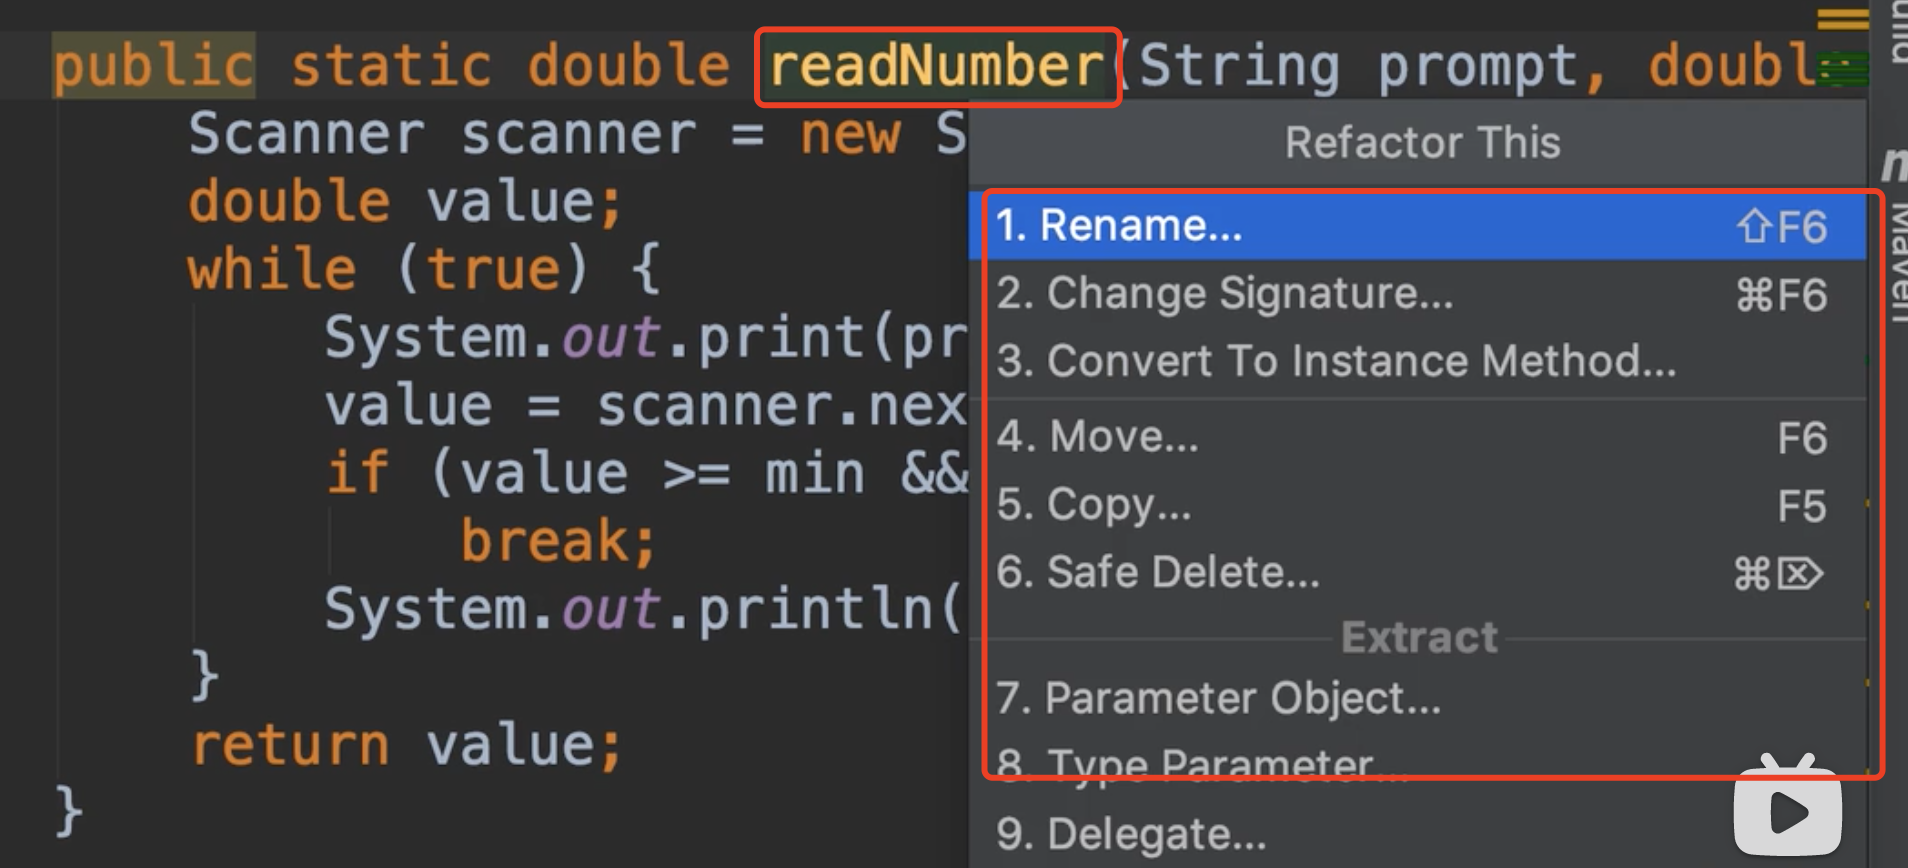 public static double readNumber(String prompt, doubl
Scanner scanner = new S
double value;
while (true) {
System.out.print(pr
value = scanner.nex
if (value >= min &&
break;
System.out.println(
}
return value;
}
Refactor This
1. Rename... ⇧F6
2. Change Signature... ⌘F6
3. Convert To Instance Method...
4. Move... F6
5. Copy... F5
6. Safe Delete... ⌘⌦
Extract
7. Parameter Object...
8. Type Parameter...
9. Delegate...
Maven